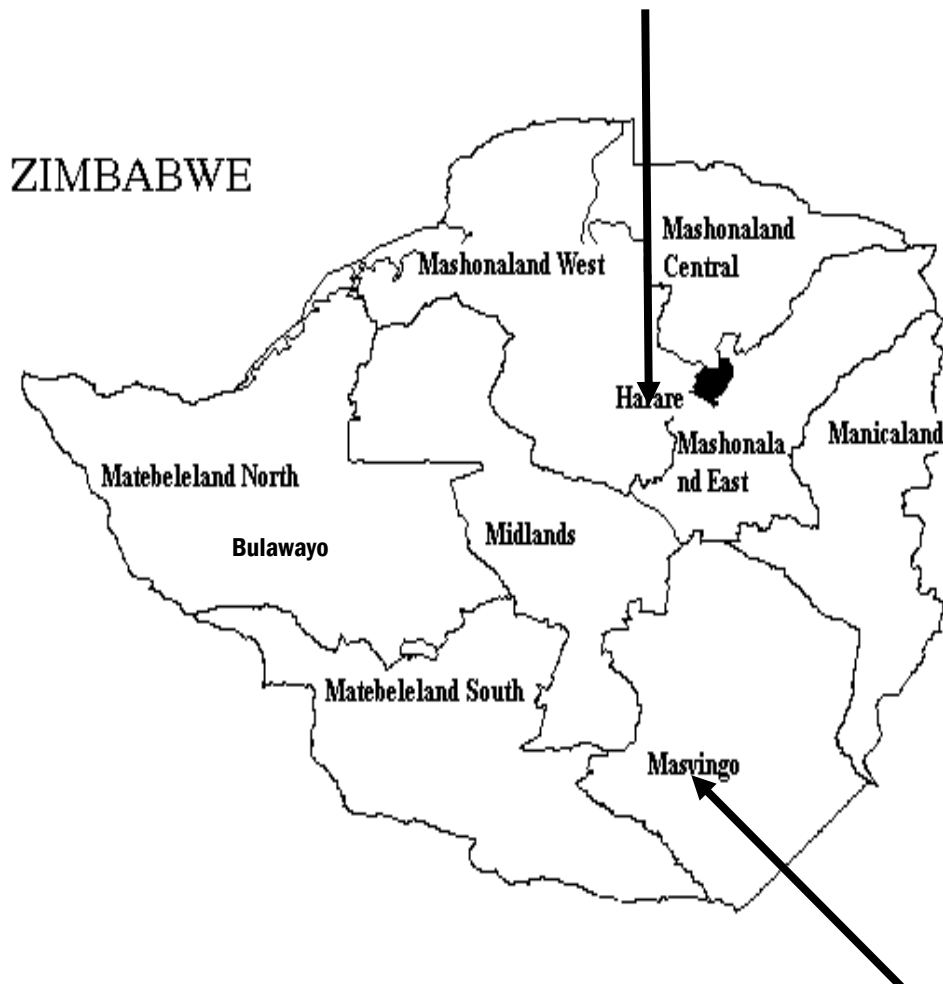 ZIMBABWE
Mashonaland
Central
Mashonaland West
Harare
Mashonala
nd East
Manicaland
Matebeleland North
Bulawayo
Midlands
Matebeleland South
Masvingo